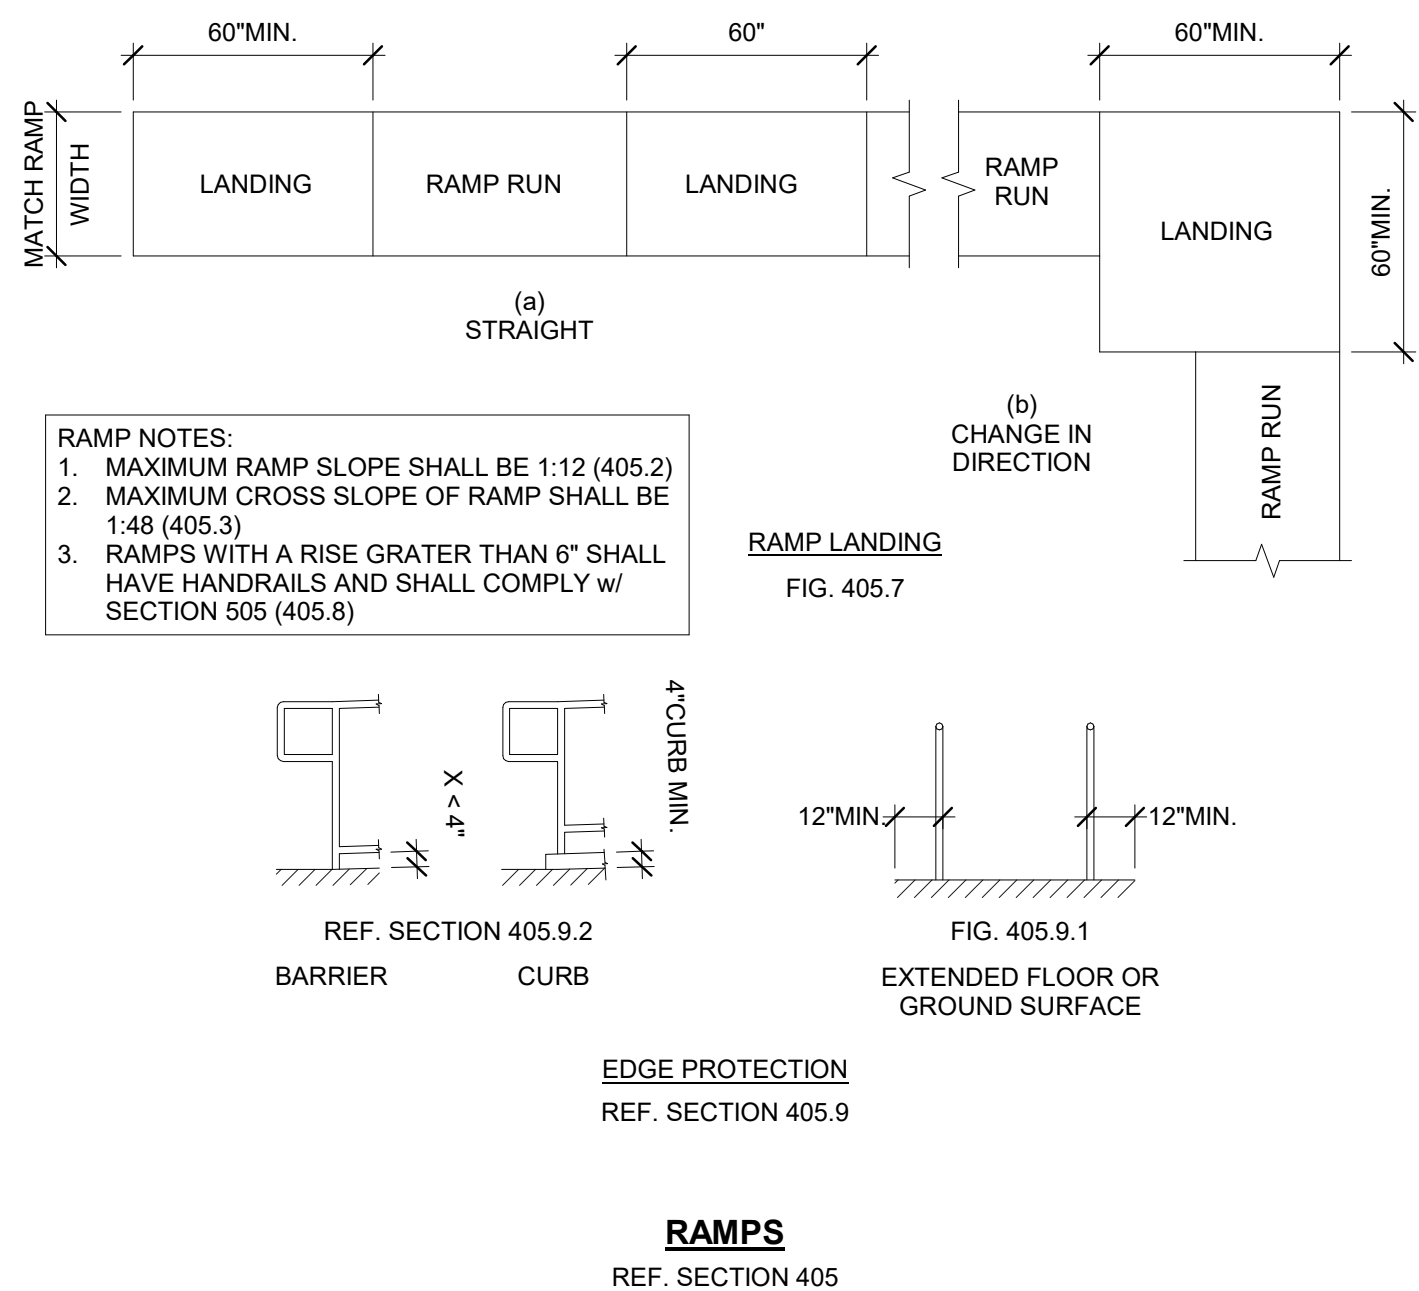 60"MIN.
60"
60"MIN.
MATCH RAMP
WIDTH
LANDING
RAMP RUN
LANDING
RAMP
RUN
LANDING
60"MIN.
(a)
STRAIGHT
(b)
CHANGE IN
DIRECTION
RAMP RUN
RAMP NOTES:
1. MAXIMUM RAMP SLOPE SHALL BE 1:12 (405.2)
2. MAXIMUM CROSS SLOPE OF RAMP SHALL BE
1:48 (405.3)
3. RAMPS WITH A RISE GRATER THAN 6" SHALL
HAVE HANDRAILS AND SHALL COMPLY w/
SECTION 505 (405.8)
RAMP LANDING
FIG. 405.7
X < 4"
4"CURB MIN.
12"MIN.
12"MIN.
REF. SECTION 405.9.2
BARRIER
CURB
FIG. 405.9.1
EXTENDED FLOOR OR
GROUND SURFACE
EDGE PROTECTION
REF. SECTION 405.9
RAMPS
REF. SECTION 405